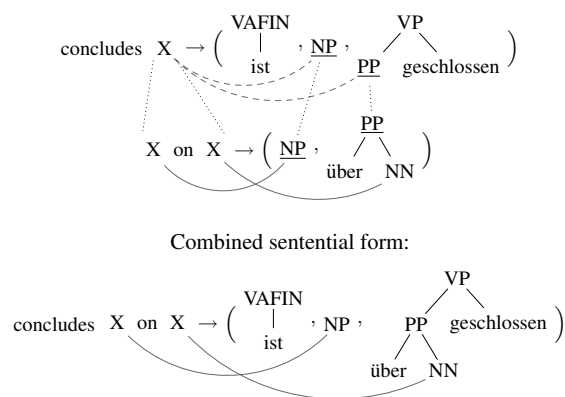 VAFIN VP
concludes X → ( ist , NP , PP geschlossen )
PP
X on X → ( NP , über NN )
Combined sentential form:
VP
VAFIN
concludes X on X → ( ist , NP , PP geschlossen )
über NN